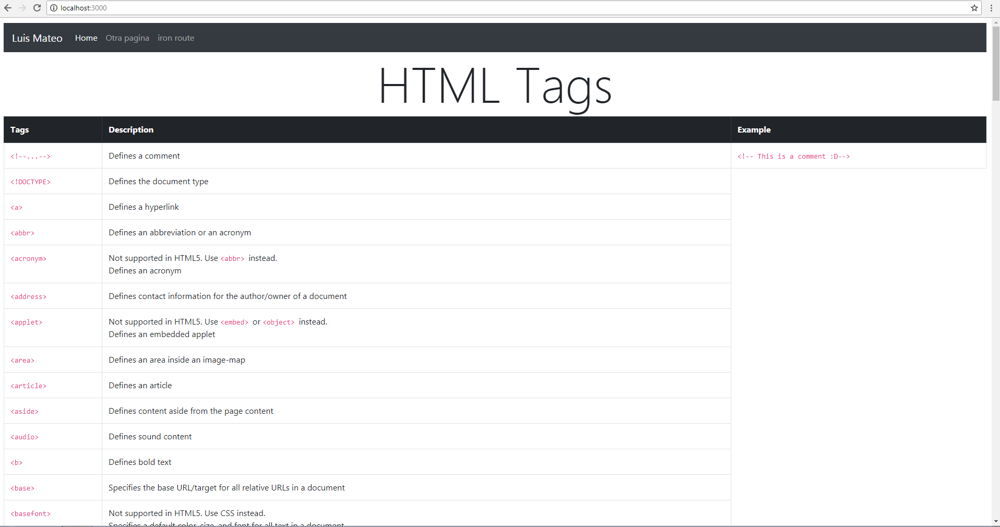 localhost:3000
Luis Mateo Home Otra pagina iron route
HTML Tags
Tags Description Example
<!--...--> Defines a comment <!-- This is a comment :D-->
<!DOCTYPE> Defines the document type
<a> Defines a hyperlink
<abbr> Defines an abbreviation or an acronym
<acronym> Not supported in HTML5. Use <abbr> instead.
Defines an acronym
<address> Defines contact information for the author/owner of a document
<applet> Not supported in HTML5. Use <embed> or <object> instead.
Defines an embedded applet
<area> Defines an area inside an image-map
<article> Defines an article
<aside> Defines content aside from the page content
<audio> Defines sound content
<b> Defines bold text
<base> Specifies the base URL/target for all relative URLs in a document
<basefont> Not supported in HTML5. Use CSS instead.
Specifies a default color, size, and font for all text in a document